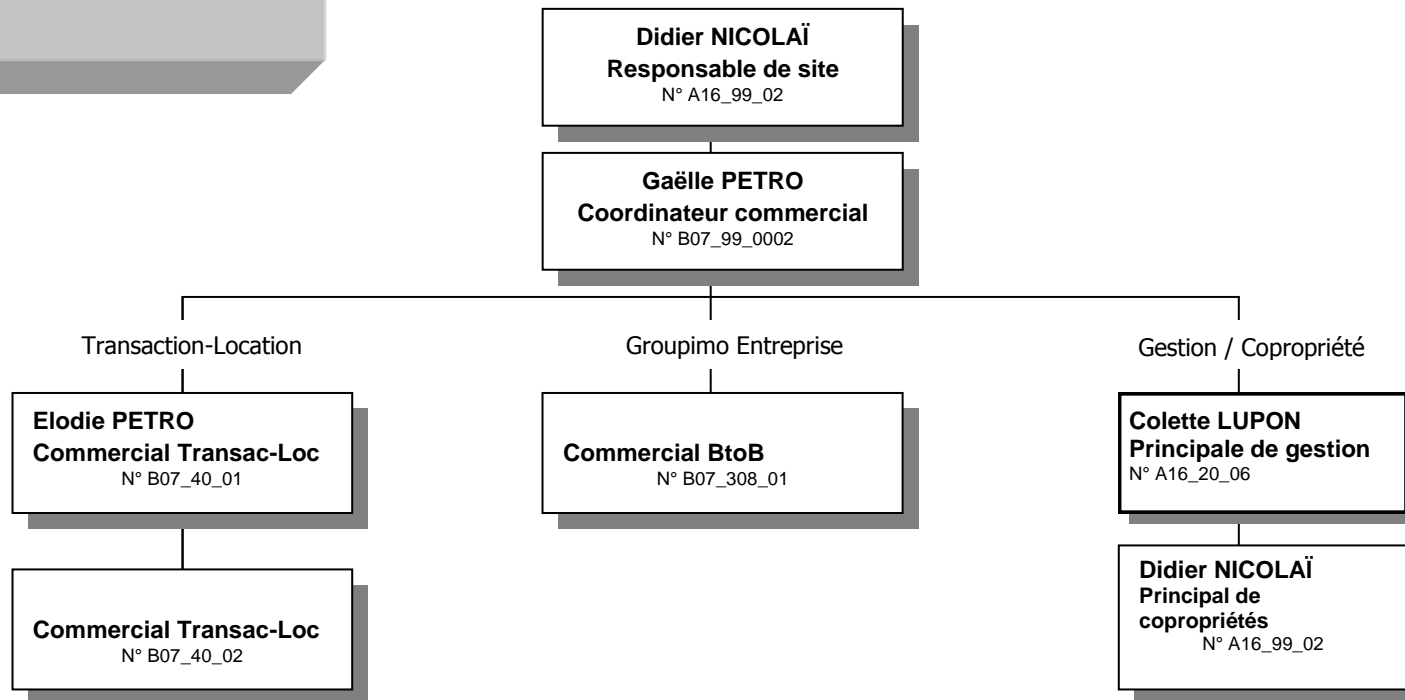 Didier NICOLAÏ
Responsable de site
N° A16_99_02
Gaëlle PETRO
Coordinateur commercial
N° B07_99_0002
Transaction-Location
Groupimo Entreprise
Gestion / Copropriété
Elodie PETRO
Commercial Transac-Loc
N° B07_40_01
Commercial BtoB
N° B07_308_01
Colette LUPON
Principale de gestion
N° A16_20_06
Commercial Transac-Loc
N° B07_40_02
Didier NICOLAÏ
Principal de
copropriétés
N° A16_99_02